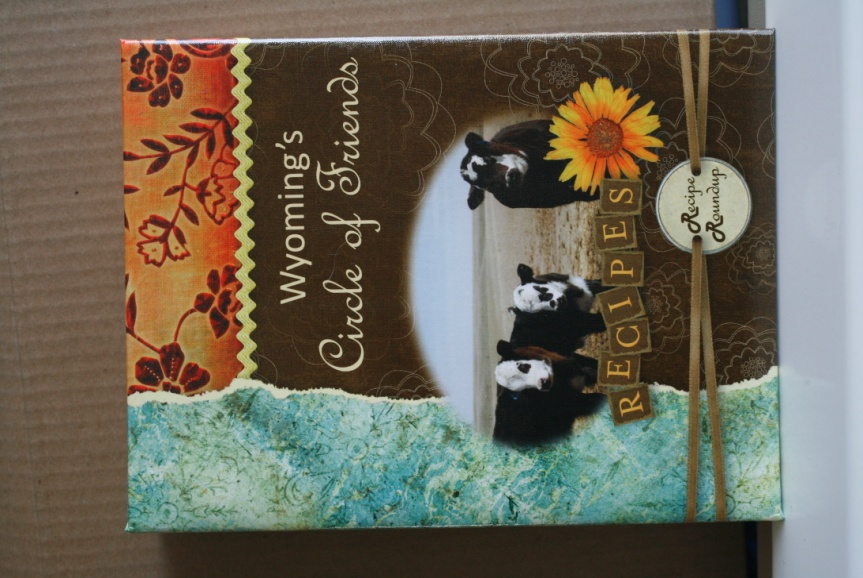 Wyoming's
Circle of Friends
RECIPES
Recipe
Roundup